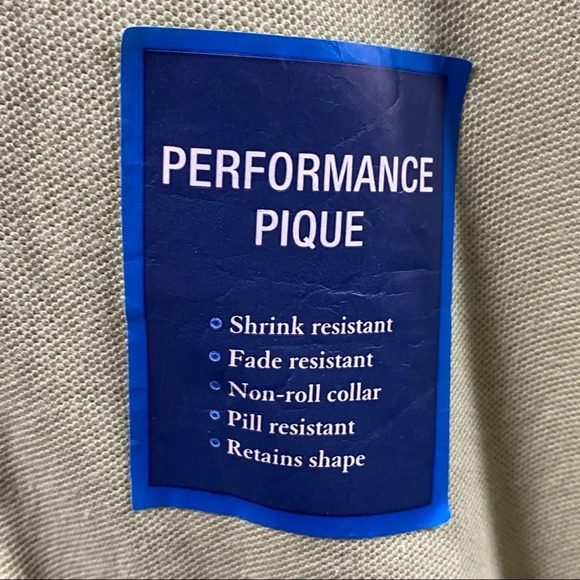 PERFORMANCE
PIQUE
Shrink resistant
Fade resistant
Non-roll collar
Pill resistant
Retains shape